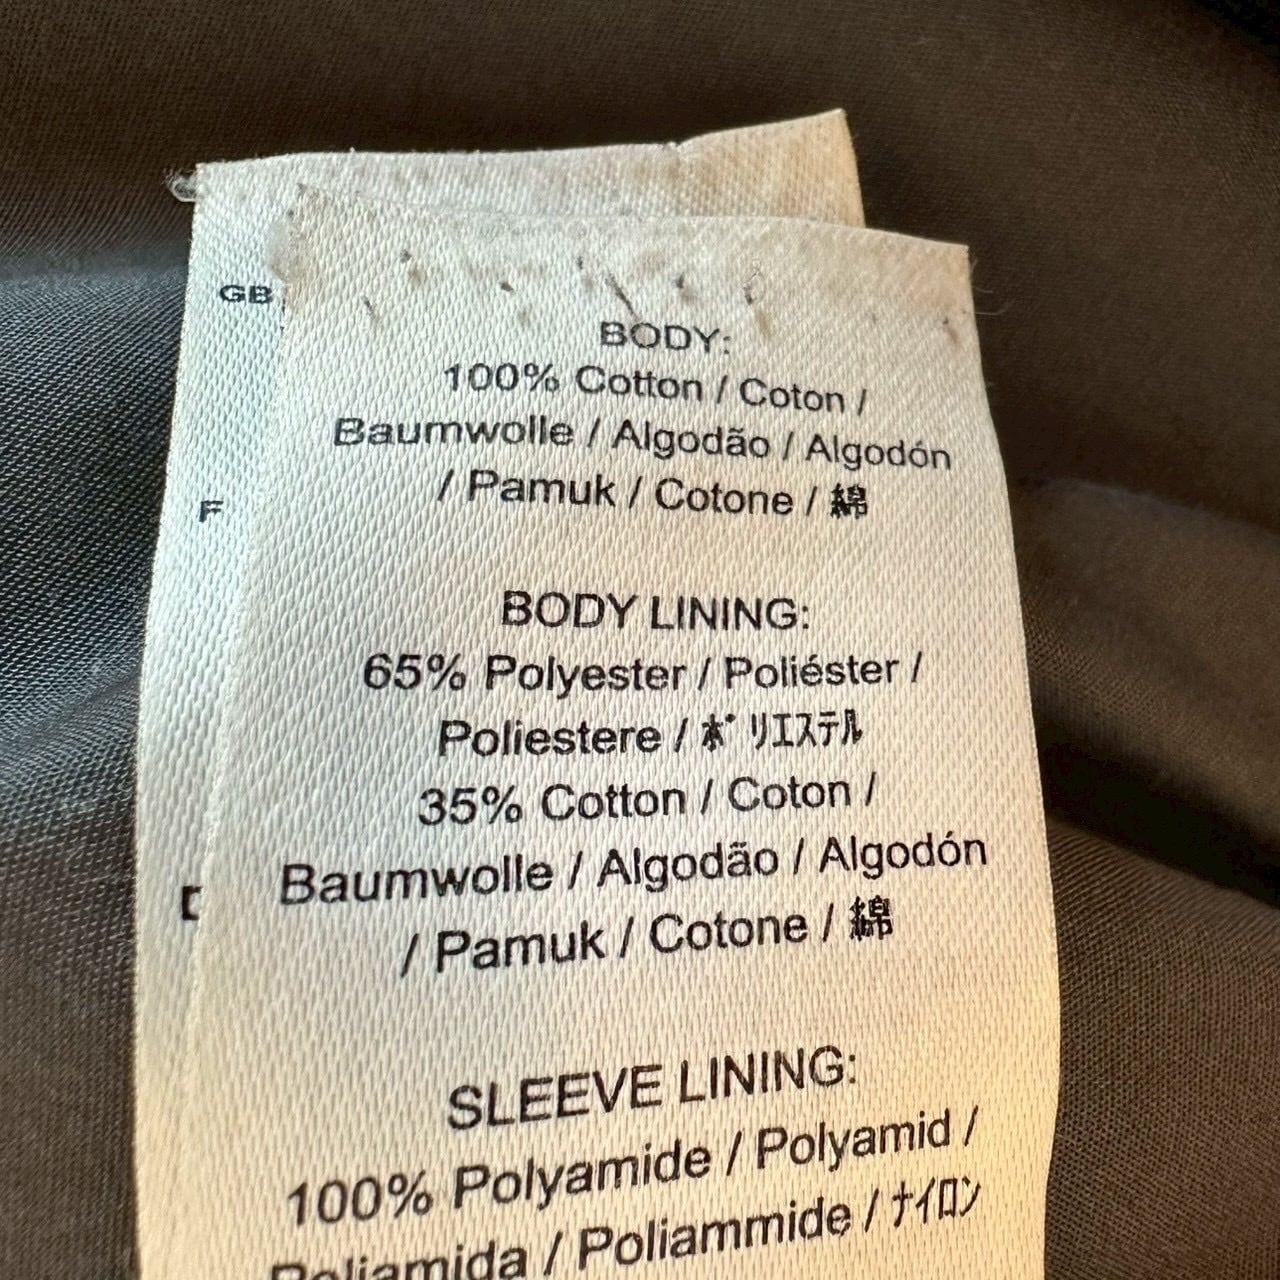 GB
F
BODY:
100% Cotton / Coton /
Baumwolle / Algodão / Algodón
/ Pamuk / Cotone / 綿
BODY LINING:
65% Polyester / Poliéster /
Poliestere / ﾎﾟﾘｴｽﾃﾙ
35% Cotton / Coton /
Baumwolle / Algodão / Algodón
/ Pamuk / Cotone / 綿
SLEEVE LINING:
100% Polyamide / Polyamid /
Poliamida / Poliammide / ﾅｲﾛﾝ